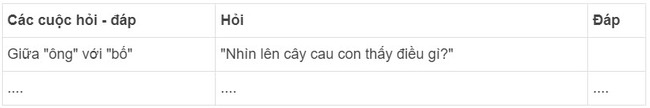 Các cuộc hỏi - đáp Hỏi Đáp
Giữa "ông" với "bố" "Nhìn lên cây cau con thấy điều gì?"
.... .... ....